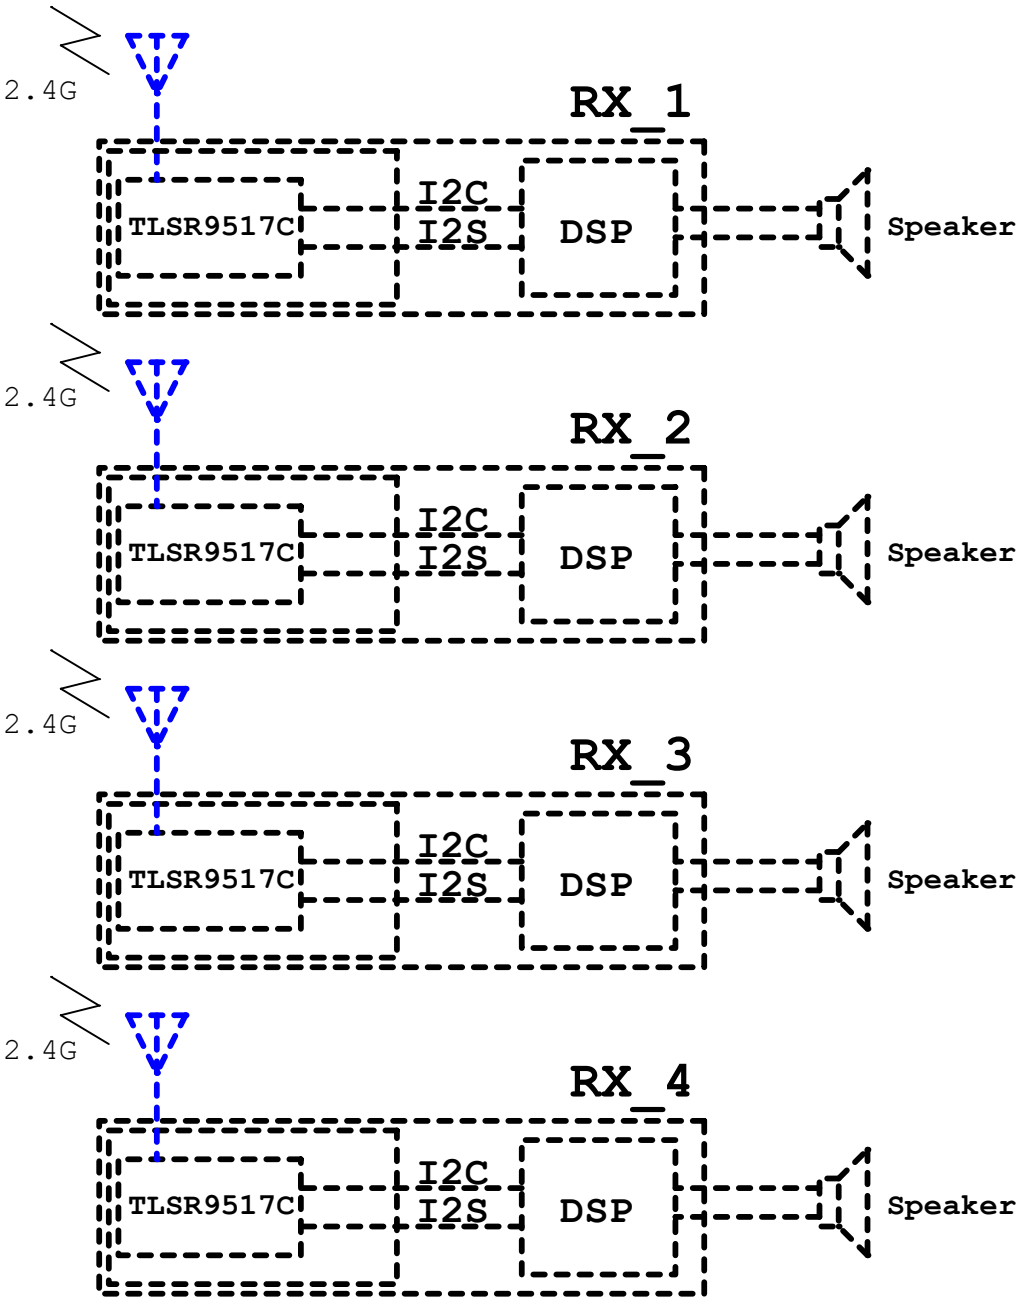 2.4G
RX_1
I2C
TLSR9517C
I2S
DSP
Speaker
2.4G
RX_2
I2C
TLSR9517C
I2S
DSP
Speaker
2.4G
RX_3
I2C
TLSR9517C
I2S
DSP
Speaker
2.4G
RX_4
I2C
TLSR9517C
I2S
DSP
Speaker